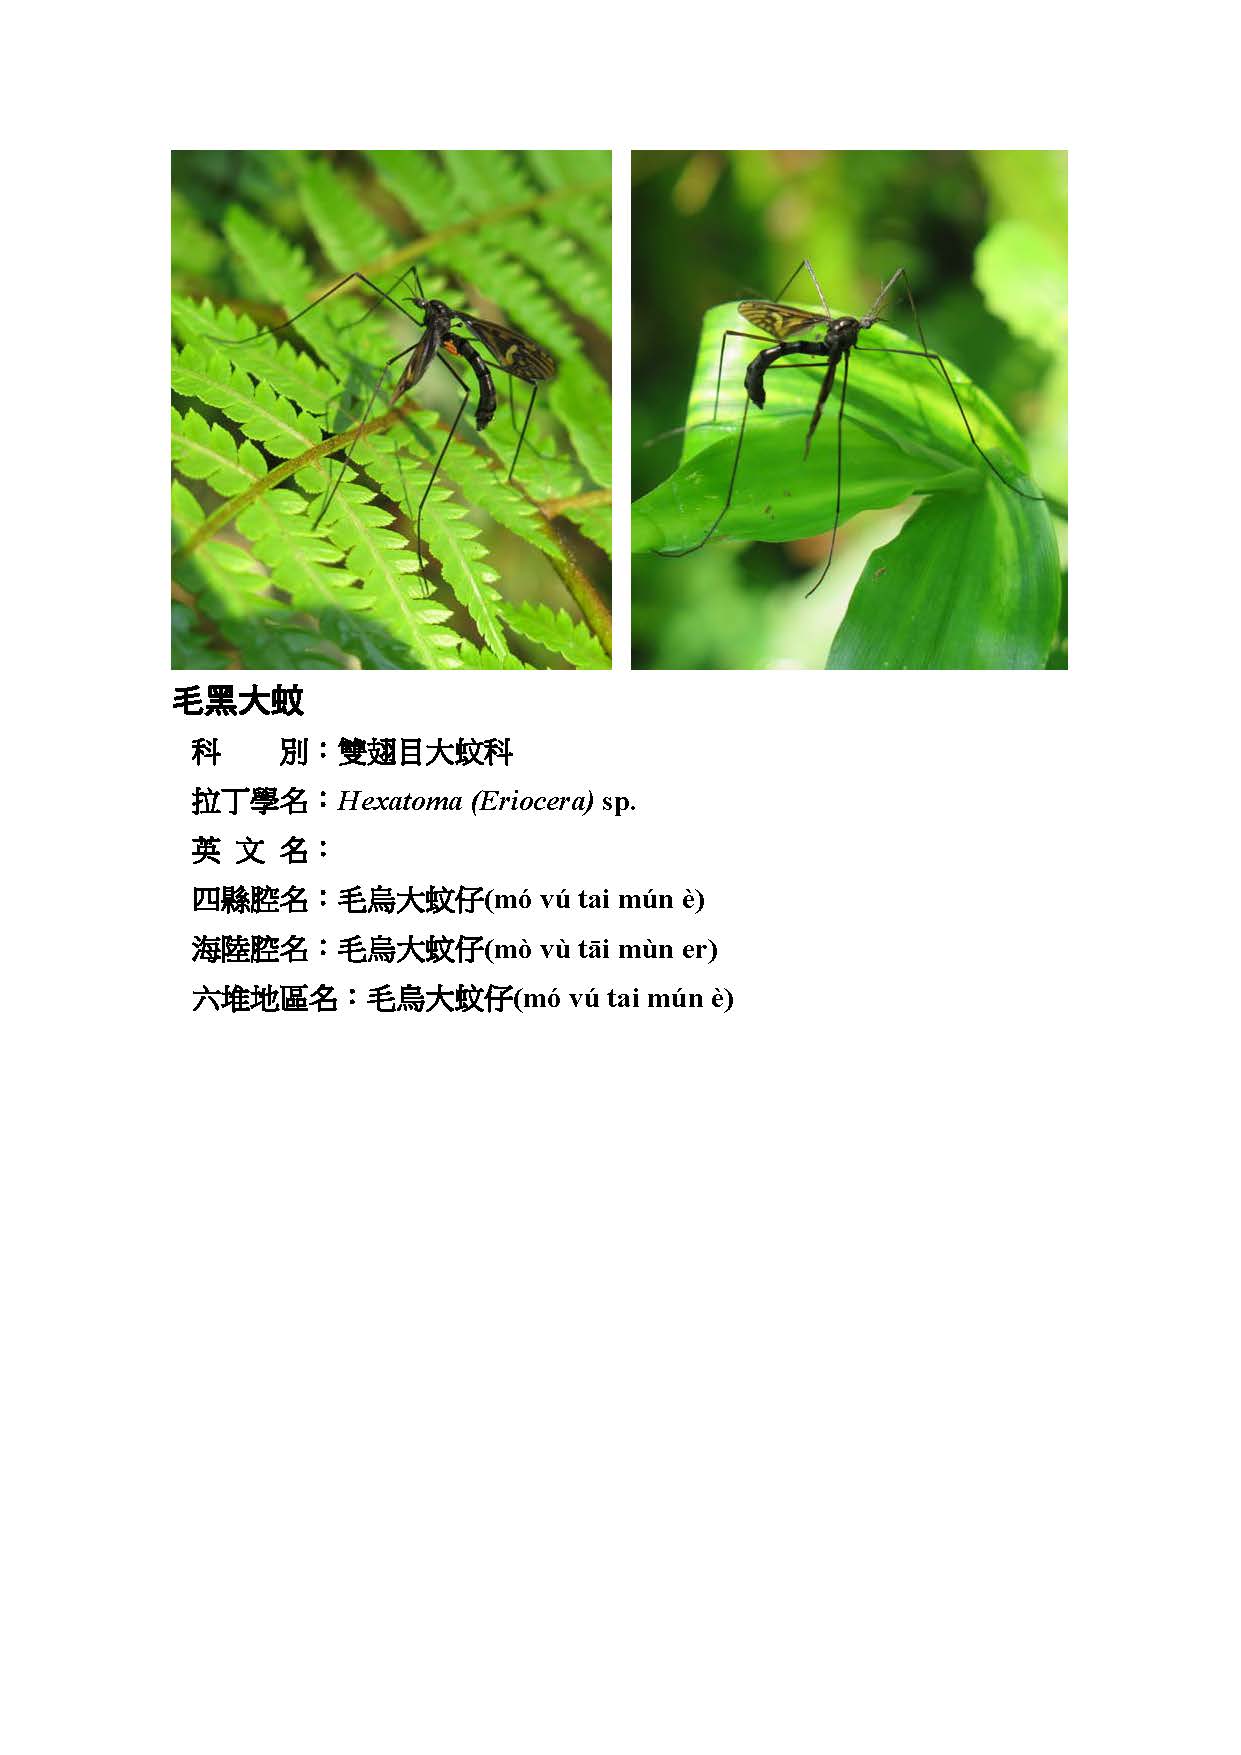 毛黑大蚊
科　　別：雙翅目大蚊科
拉丁學名：Hexatoma (Eriocera) sp.
英 文 名：
四縣腔名：毛烏大蚊仔(mó vú tai mún è)
海陸腔名：毛烏大蚊仔(mò vù tāi mùn er)
六堆地區名：毛烏大蚊仔(mó vú tai mún è)